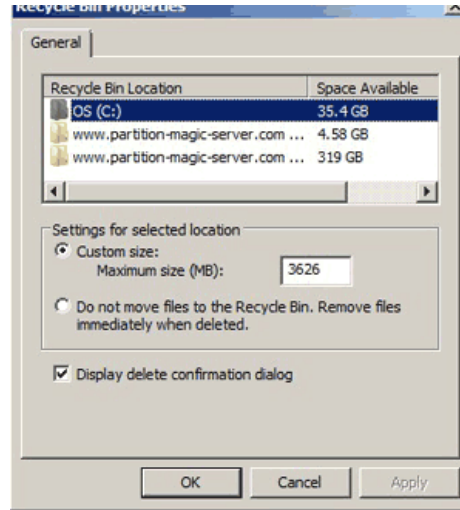 Recycle Bin Properties
General
Recycle Bin Location Space Available
OS (C:) 35.4 GB
www.partition-magic-server.com ... 4.58 GB
www.partition-magic-server.com ... 319 GB
Settings for selected location
Custom size:
Maximum size (MB): 3626
Do not move files to the Recycle Bin. Remove files
immediately when deleted.
Display delete confirmation dialog
OK Cancel Apply